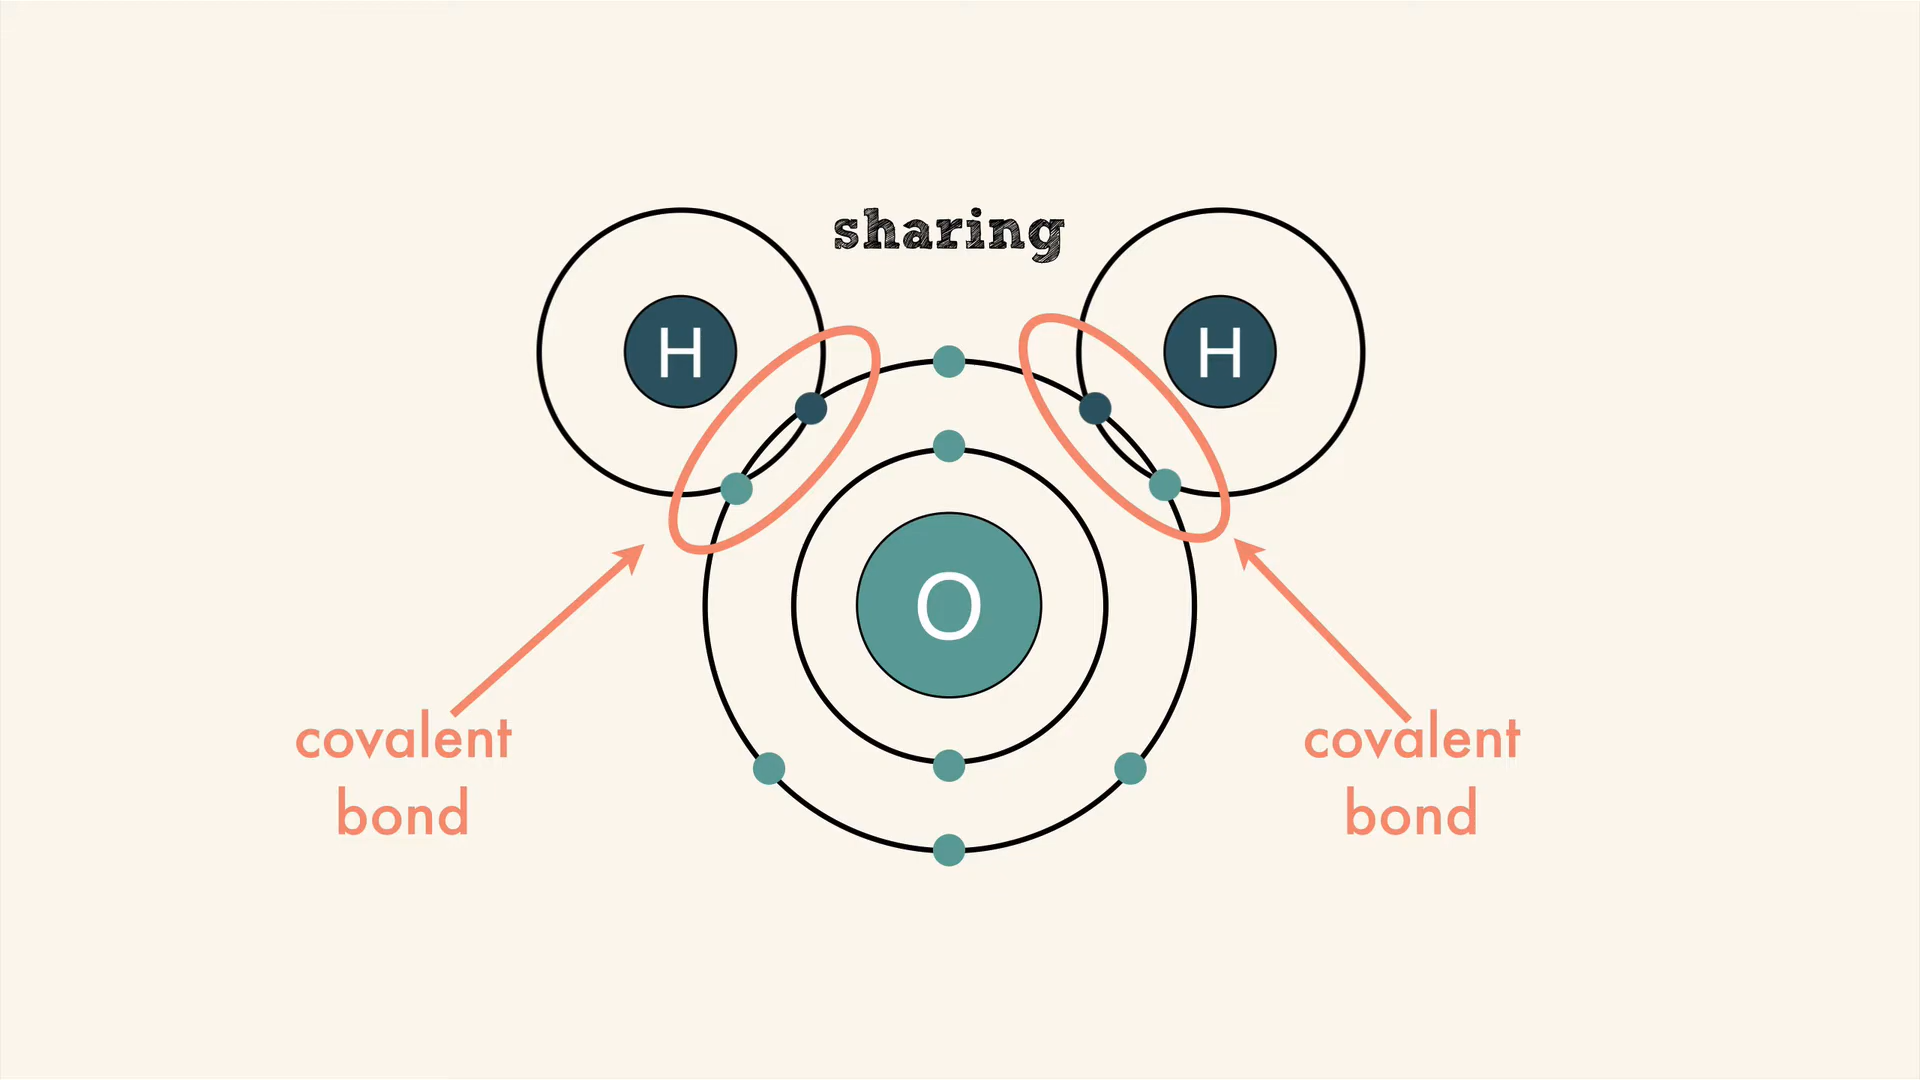 sharing
H
H
O
covalent
bond
covalent
bond